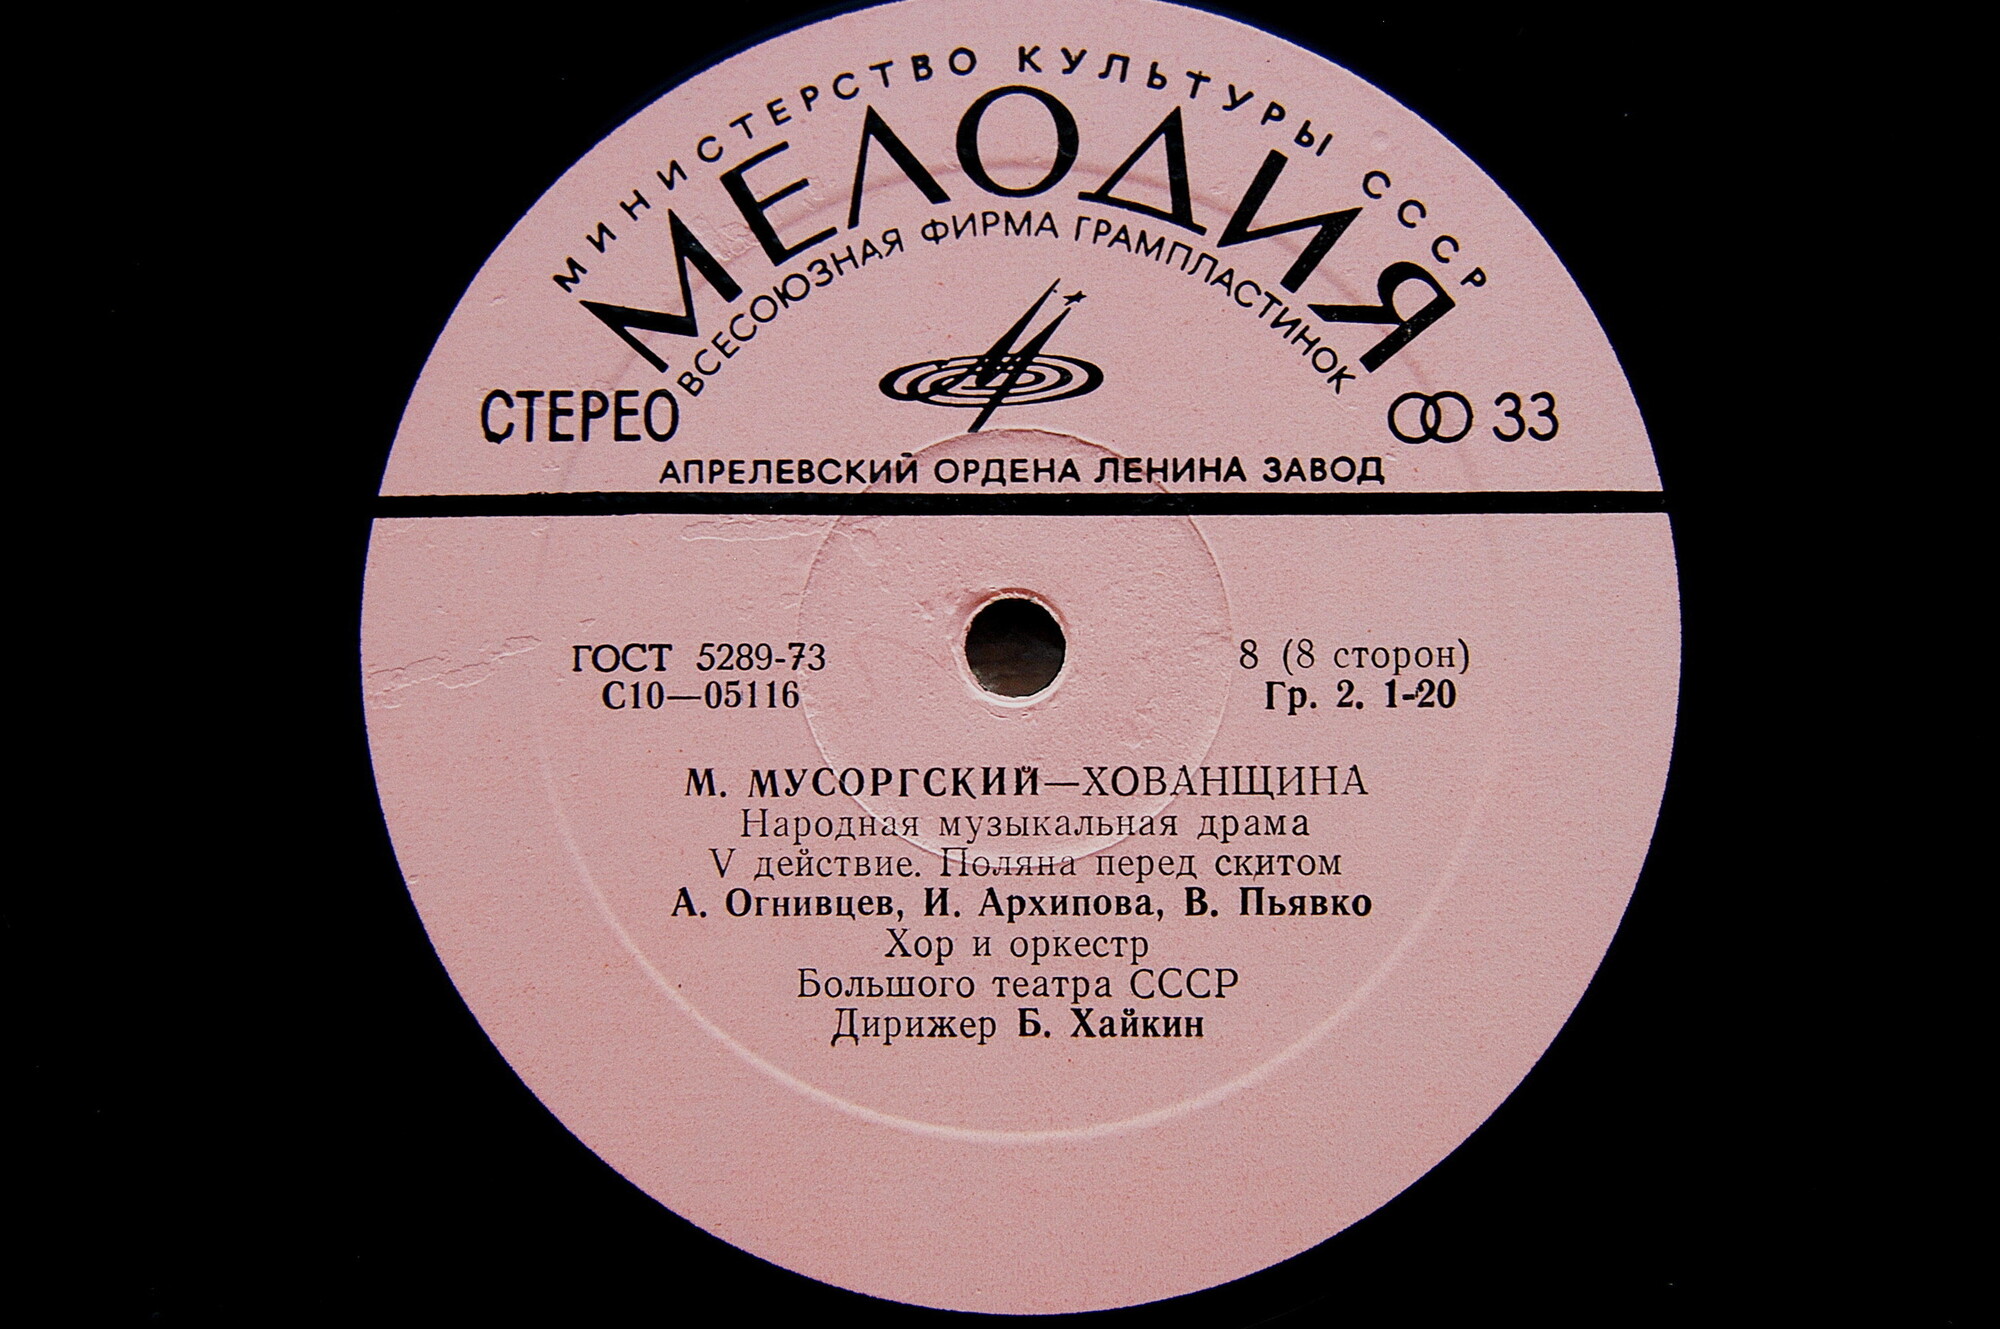 МИНИСТЕРСТВО КУЛЬТУРЫ СССР
МЕЛОДИЯ
ВСЕСОЮЗНАЯ ФИРМА ГРАМПЛАСТИНОК
СТЕРЕО
33
АПРЕЛЕВСКИЙ ОРДЕНА ЛЕНИНА ЗАВОД
ГОСТ 5289-73
С10—05116
8 (8 сторон)
Гр. 2. 1-20
М. МУСОРГСКИЙ—ХОВАНЩИНА
Народная музыкальная драма
V действие. Поляна перед скитом
А. Огнивцев, И. Архипова, В. Пьявко
Хор и оркестр
Большого театра СССР
Дирижер Б. Хайкин